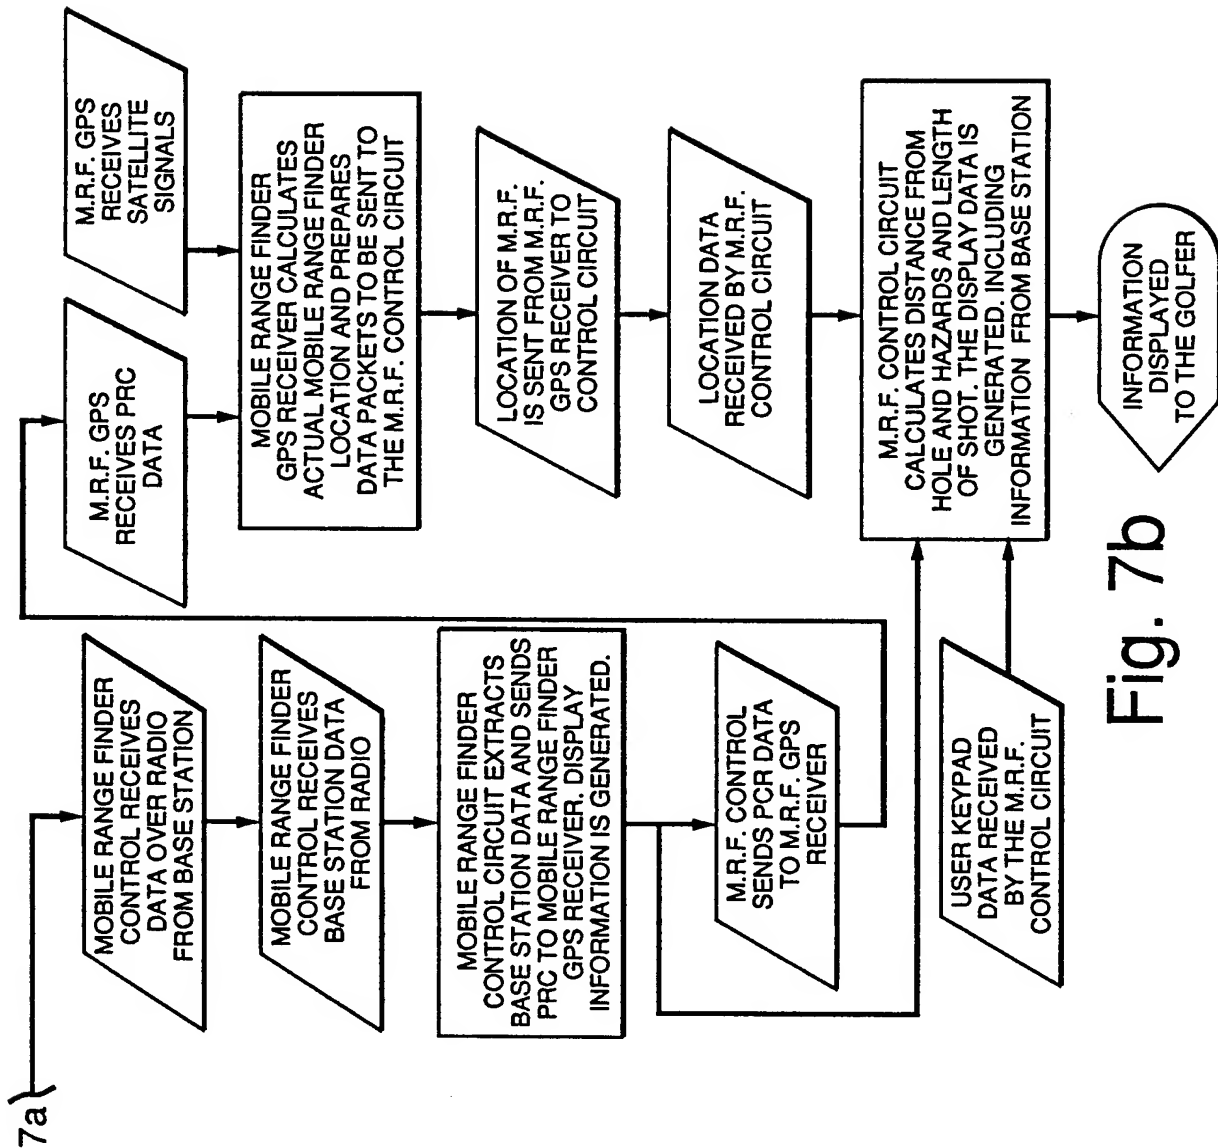 7a
MOBILE RANGE FINDER
CONTROL RECEIVES
DATA OVER RADIO
FROM BASE STATION
MOBILE RANGE FINDER
CONTROL RECEIVES
BASE STATION DATA
FROM RADIO
MOBILE RANGE FINDER
CONTROL CIRCUIT EXTRACTS
BASE STATION DATA AND SENDS
PRC TO MOBILE RANGE FINDER
GPS RECEIVER. DISPLAY
INFORMATION IS GENERATED.
M.R.F. CONTROL
SENDS PCR DATA
TO M.R.F. GPS
RECEIVER
USER KEYPAD
DATA RECEIVED
BY THE M.R.F.
CONTROL CIRCUIT
M.R.F. GPS
RECEIVES PRC
DATA
M.R.F. GPS
RECEIVES
SATELLITE
SIGNALS
MOBILE RANGE FINDER
GPS RECEIVER CALCULATES
ACTUAL MOBILE RANGE FINDER
LOCATION AND PREPARES
DATA PACKETS TO BE SENT TO
THE M.R.F. CONTROL CIRCUIT
LOCATION OF M.R.F.
IS SENT FROM M.R.F.
GPS RECEIVER TO
CONTROL CIRCUIT
LOCATION DATA
RECEIVED BY M.R.F.
CONTROL CIRCUIT
M.R.F. CONTROL CIRCUIT
CALCULATES DISTANCE FROM
HOLE AND HAZARDS AND LENGTH
OF SHOT. THE DISPLAY DATA IS
GENERATED. INCLUDING
INFORMATION FROM BASE STATION
INFORMATION
DISPLAYED
TO THE GOLFER
Fig. 7b